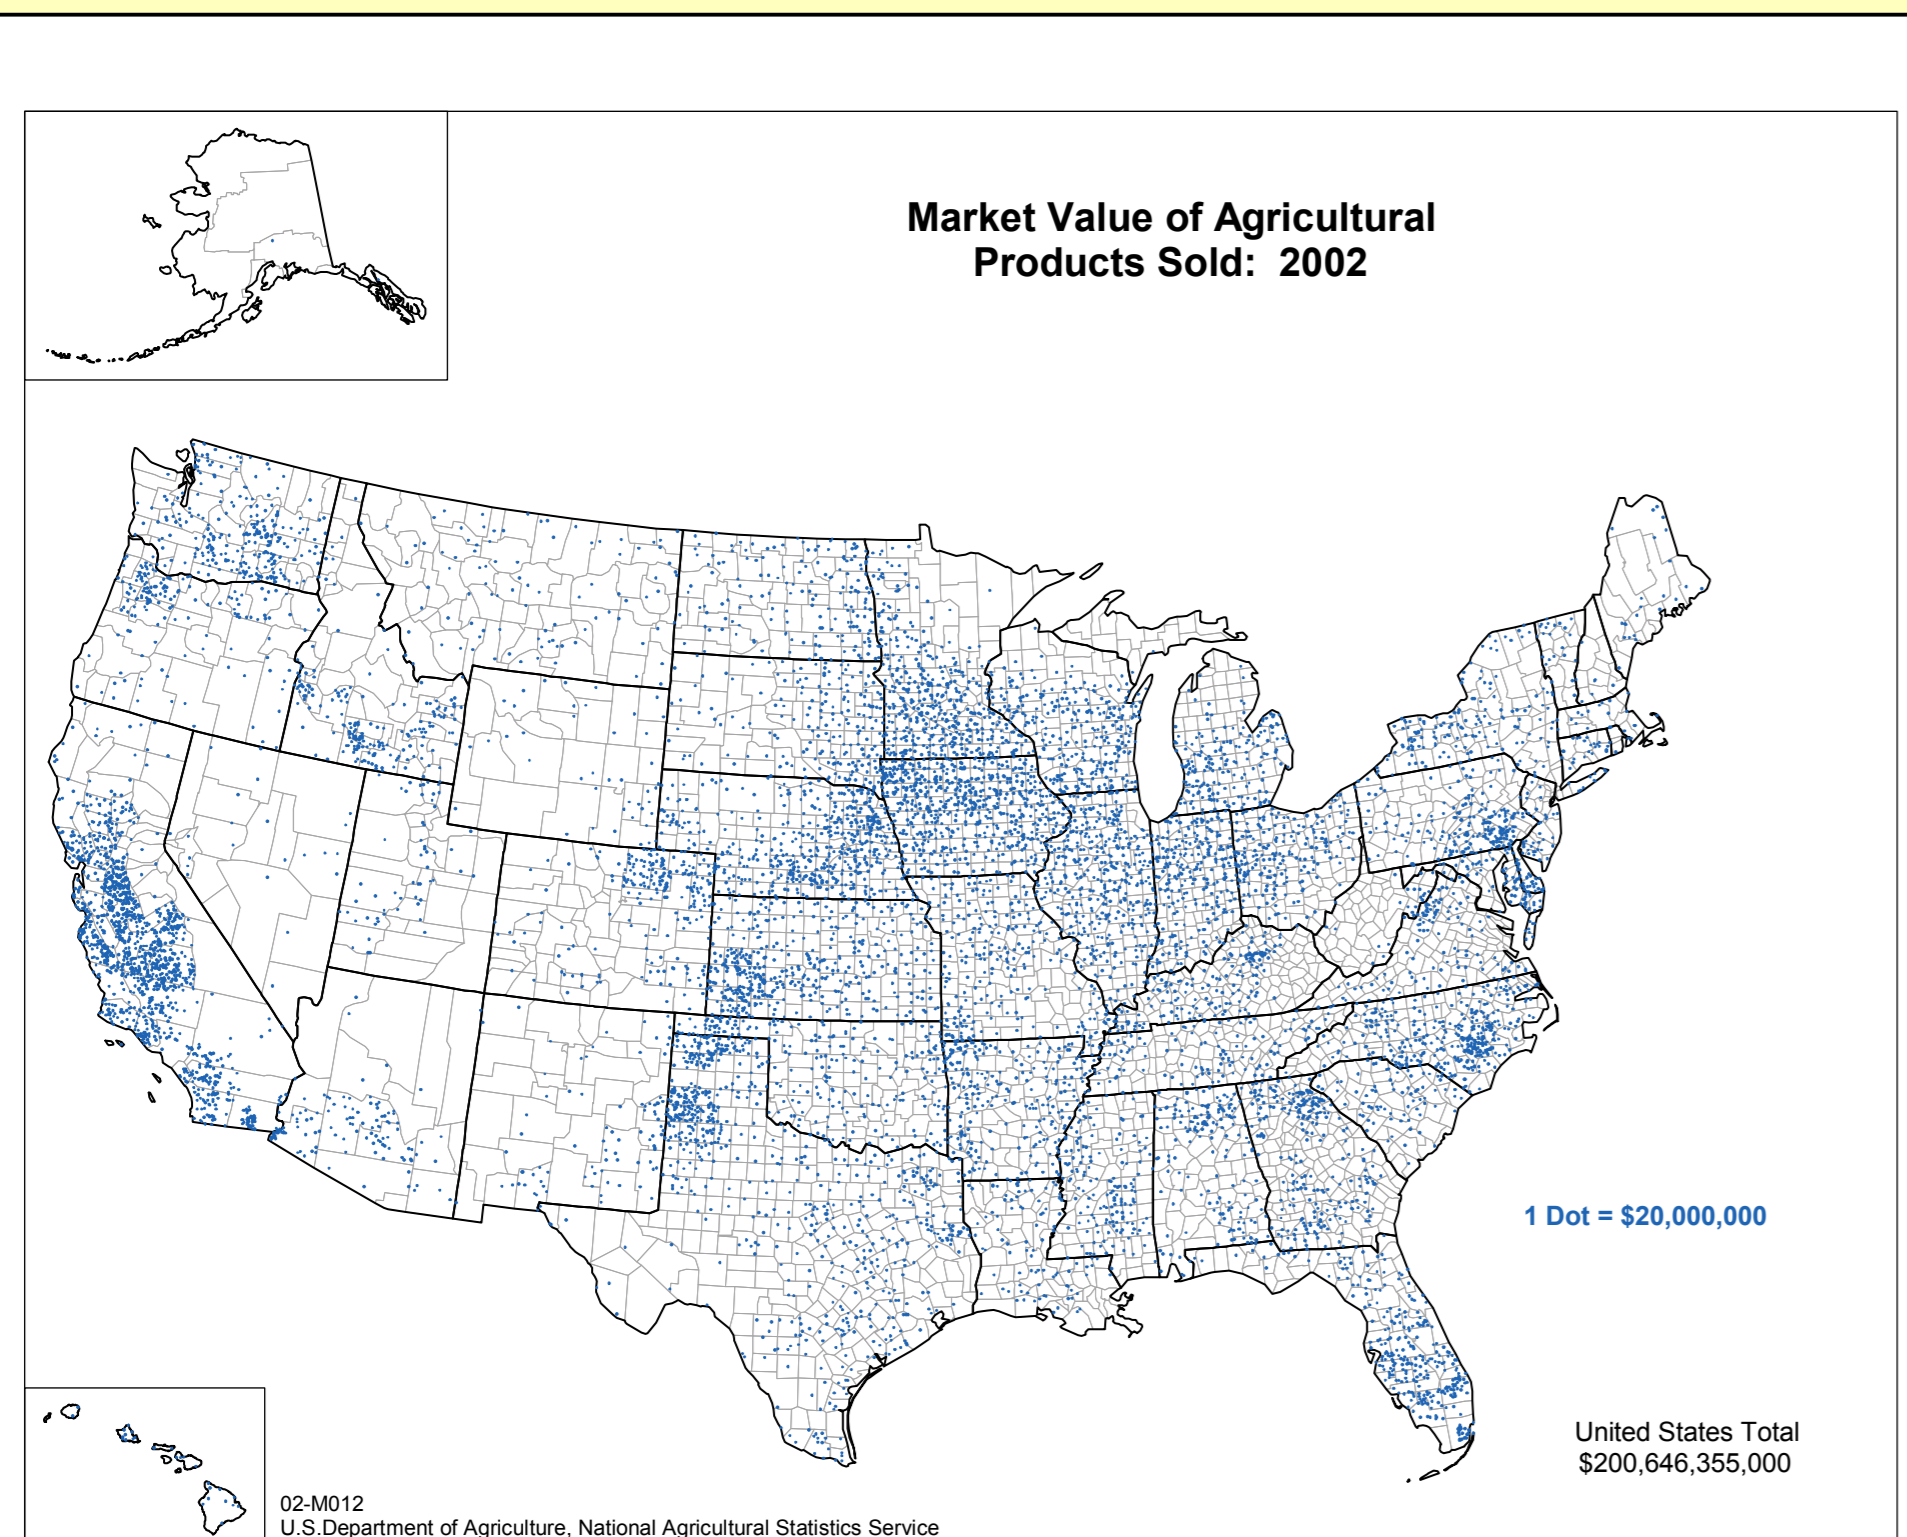 Market Value of Agricultural
Products Sold: 2002
1 Dot = $20,000,000
United States Total
$200,646,355,000
02-M012
U.S.Department of Agriculture, National Agricultural Statistics Service